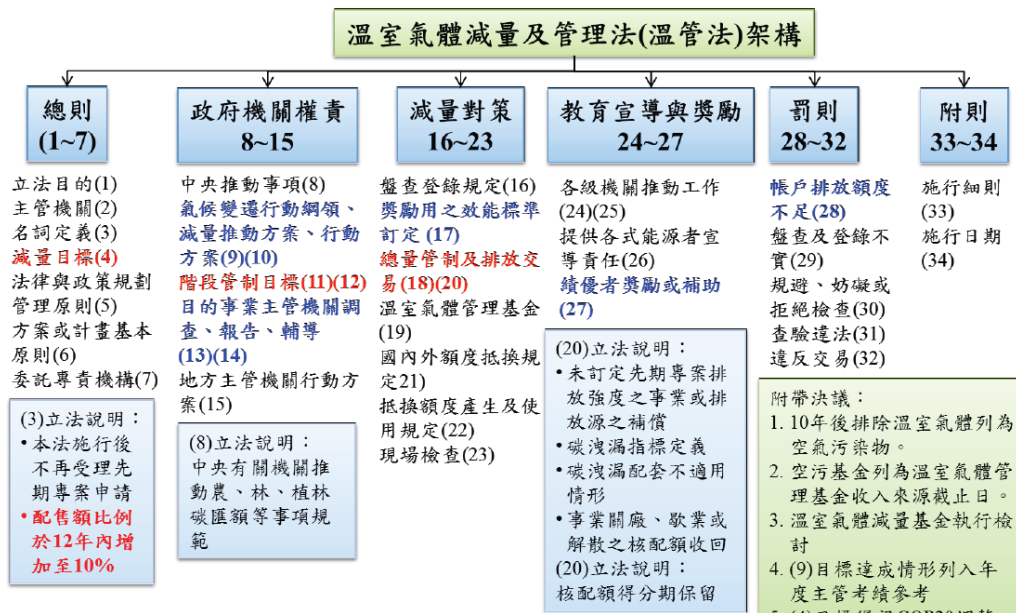 溫室氣體減量及管理法(溫管法)架構
總則
(1~7)
立法目的(1)
主管機關(2)
名詞定義(3)
減量目標(4)
法律與政策規劃
管理原則(5)
方案或計畫基本
原則(6)
委託專責機構(7)
(3)立法說明：
•本法施行後
不再受理先
期專案申請
•配售額比例
於12年內增
加至10%
政府機關權責
8~15
中央推動事項(8)
氣候變遷行動綱領、
減量推動方案、行動
方案(9)(10)
階段管制目標(11)(12)
目的事業主管機關調
查、報告、輔導
(13)(14)
地方主管機關行動方
案(15)
(8)立法說明：
中央有關機關推
動農、林、植林
碳匯額等事項規
範
減量對策
16~23
盤查登錄規定(16)
獎勵用之效能標準
訂定(17)
總量管制及排放交
易(18)(20)
溫室氣體管理基金
(19)
國內外額度抵換規
定21)
抵換額度產生及使
用規定(22)
現場檢查(23)
教育宣導與獎勵
24~27
各級機關推動工作
(24)(25)
提供各式能源者宣
導責任(26)
績優者獎勵或補助
(27)
(20)立法說明：
•未訂定先期專案排
放強度之事業或排
放源之補償
•碳洩漏指標定義
•碳洩漏配套不適用
情形
•事業關廠、歇業或
解散之核配額收回
(20)立法說明：
核配額得分期保留
罰則
28~32
帳戶排放額度
不足(28)
盤查及登錄不
實(29)
規避、妨礙或
拒絕檢查(30)
查驗違法(31)
違反交易(32)
附帶決議：
1. 10年後排除溫室氣體列為
空氣污染物。
2. 空污基金列為溫室氣體管
理基金收入來源截止日。
3. 溫室氣體減量基金執行檢
討
4. (9)目標達成情形列入年
度主管考績參考
附則
33~34
施行細則
(33)
施行日期
(34)